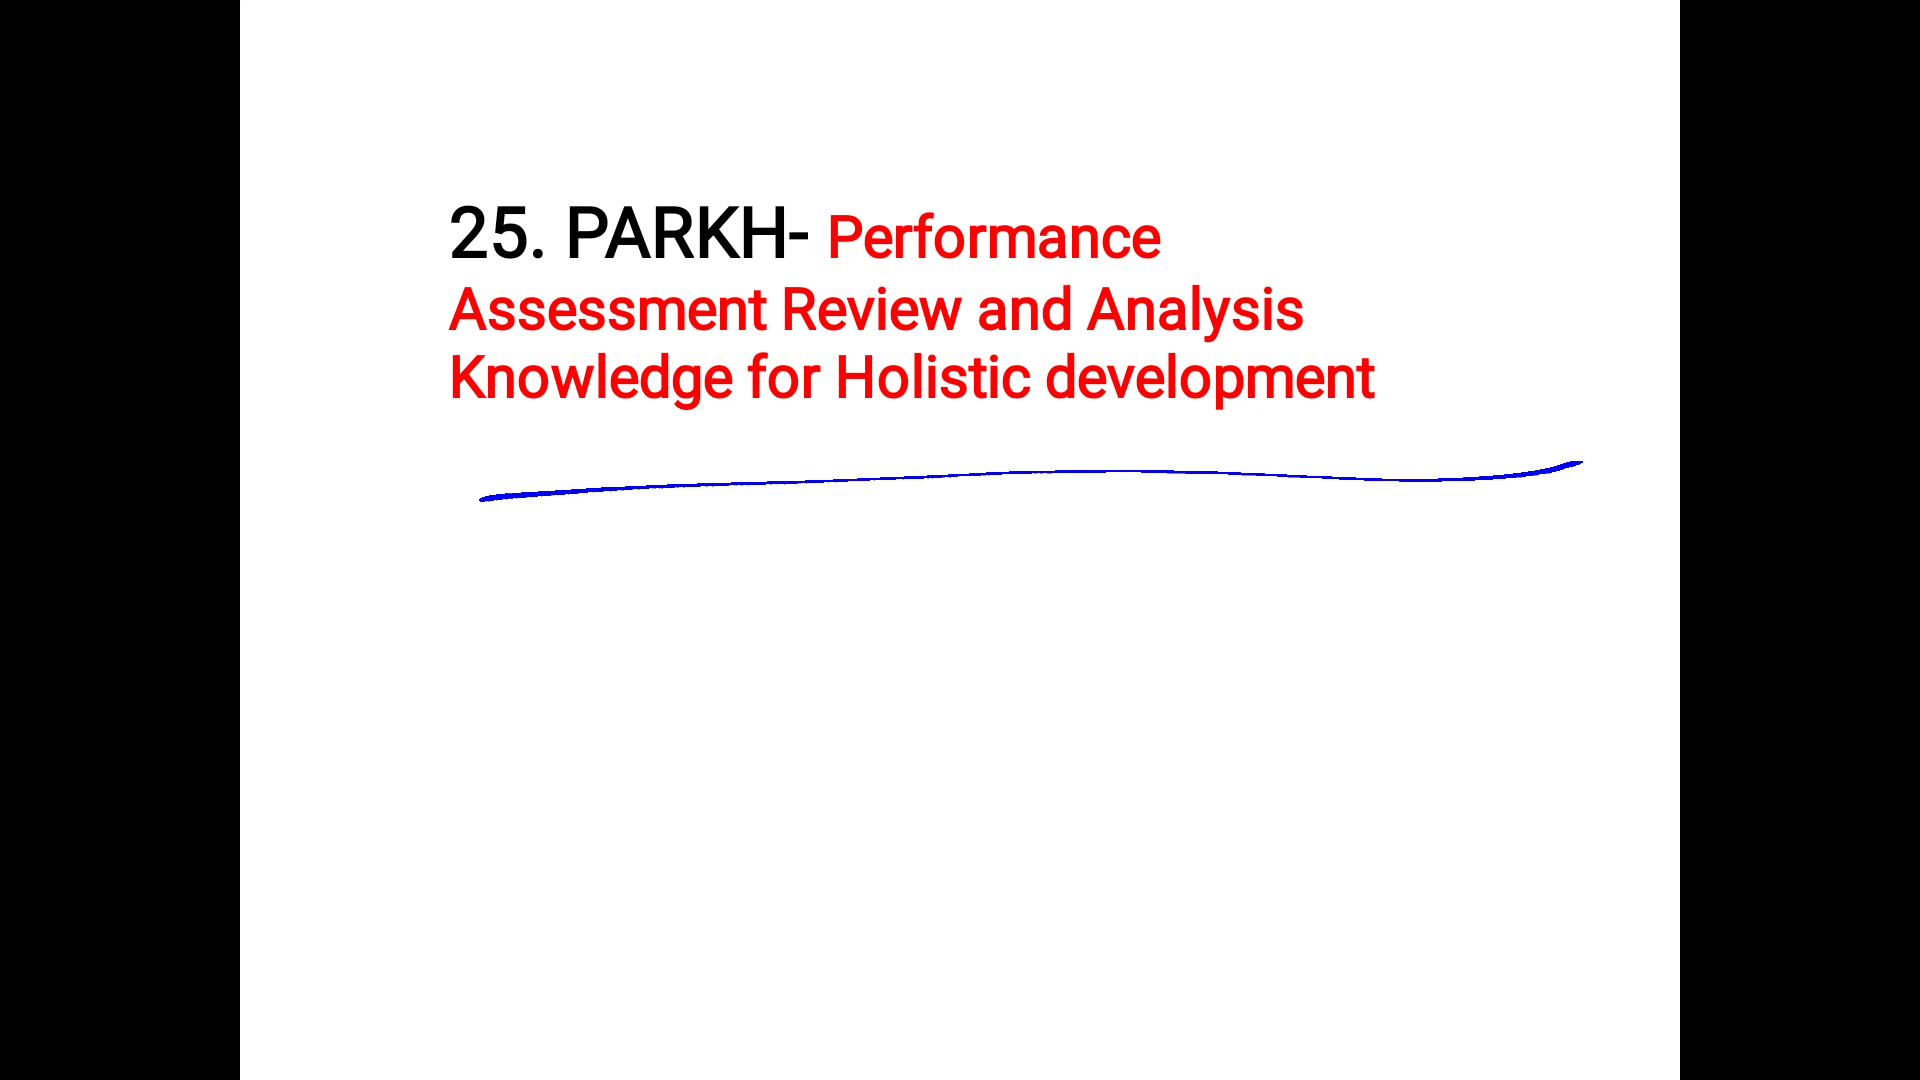 25. PARKH- Performance
Assessment Review and Analysis
Knowledge for Holistic development